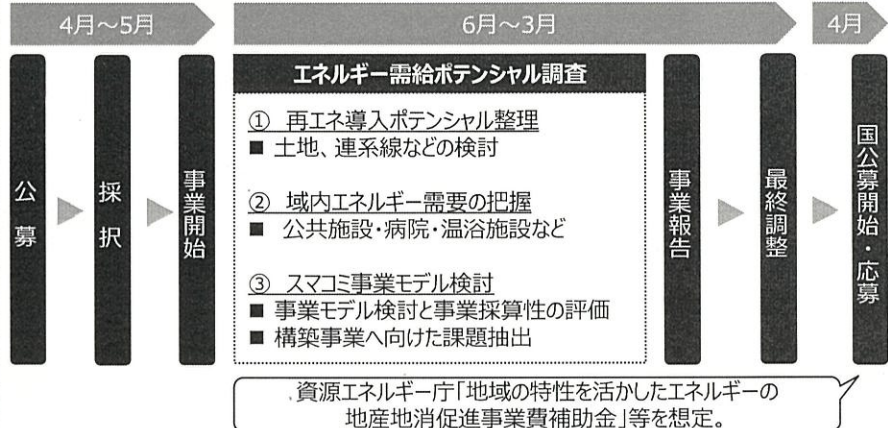 4月～5月
6月～3月
4月
公募
採択
事業開始
エネルギー需給ポテンシャル調査
① 再エネ導入ポテンシャル整理
■ 土地、連系線などの検討
② 域内エネルギー需要の把握
■ 公共施設・病院・温浴施設など
③ スマコミ事業モデル検討
■ 事業モデル検討と事業採算性の評価
■ 構築事業へ向けた課題抽出
事業報告
最終調整
国公募開始・応募
資源エネルギー庁「地域の特性を活かしたエネルギーの
地産地消促進事業費補助金」等を想定。